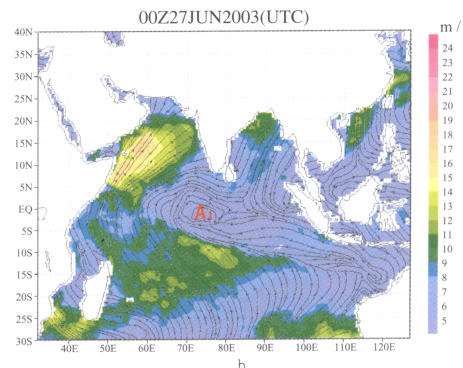 00Z27JUN2003(UTC)
m /
40N
35N
30N
25N
20N
15N
10N
5N
EQ
5S
10S
15S
20S
25S
30S
40E 50E 60E 70E 80E 90E 100E 110E 120E
24
23
22
21
20
19
18
17
16
15
14
13
12
11
10
9
8
7
6
5
A₁
b